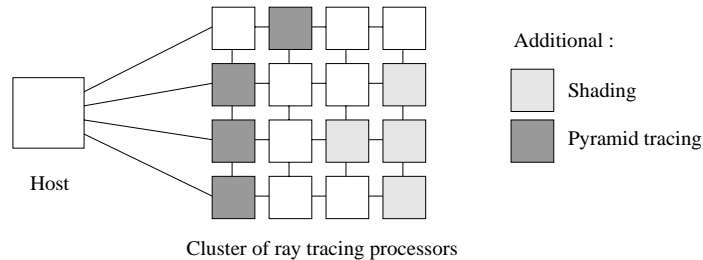 Additional :
Shading
Pyramid tracing
Host
Cluster of ray tracing processors